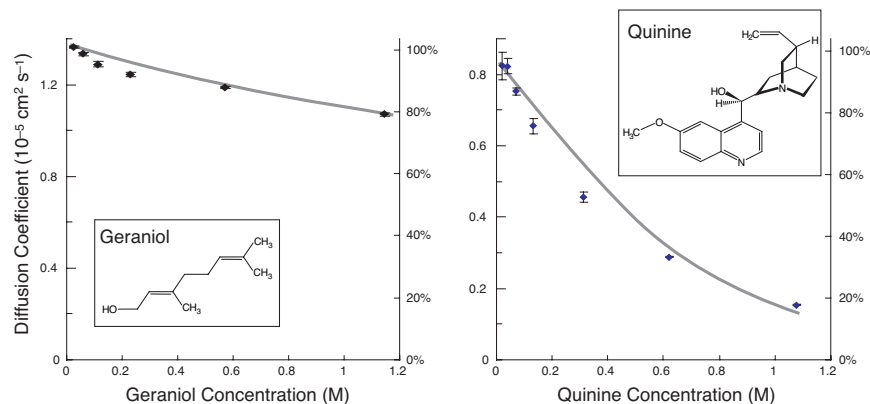 Diffusion Coefficient (10⁻⁵ cm² s⁻¹)
1.2
0.8
0.4
0
100%
80%
60%
40%
20%
0%
Geraniol
HO
CH₃
CH₃
CH₃
0 0.2 0.4 0.6 0.8 1 1.2
Geraniol Concentration (M)
0.8
0.6
0.4
0.2
0
100%
80%
60%
40%
20%
0%
Quinine
H₂C
H
HO
N
H
H₃C
O
N
0 0.2 0.4 0.6 0.8 1 1.2
Quinine Concentration (M)